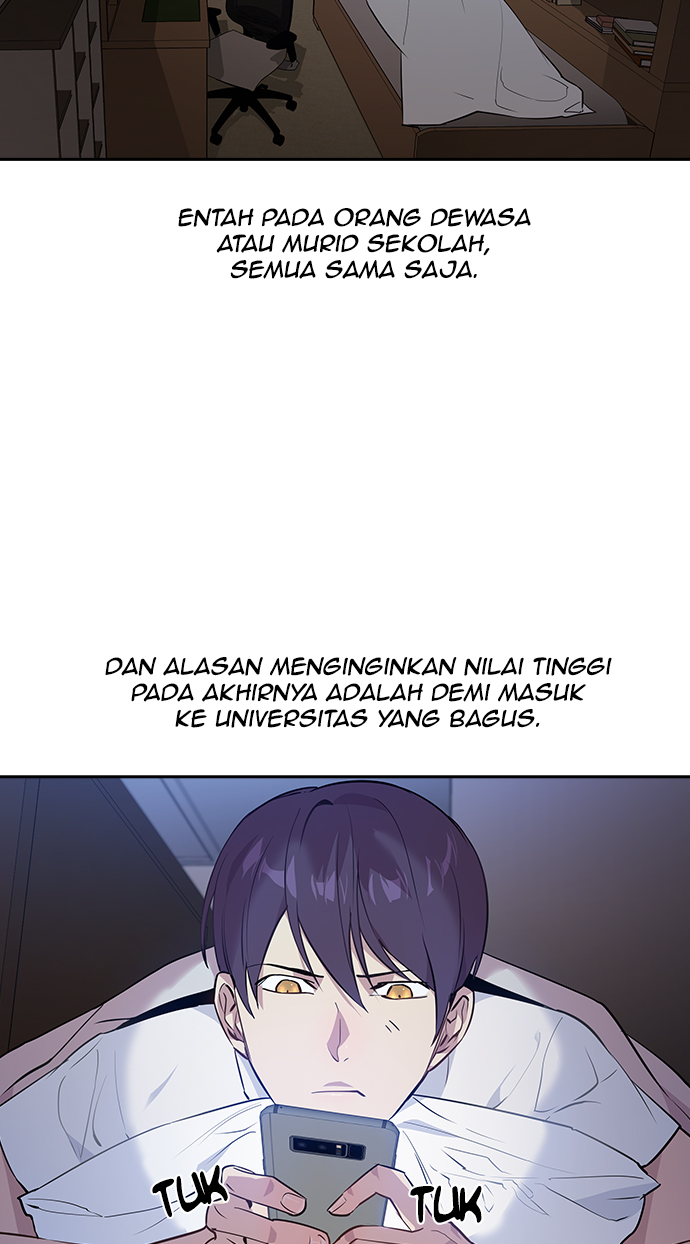 ENTAH PADA ORANG DEWASA
ATAU MURID SEKOLAH,
SEMUA SAMA SAJA.
DAN ALASAN MENGINGINKAN NILAI TINGGI
PADA AKHIRNYA ADALAH DEMI MASUK
KE UNIVERSITAS YANG BAGUS.
TUK
TUK